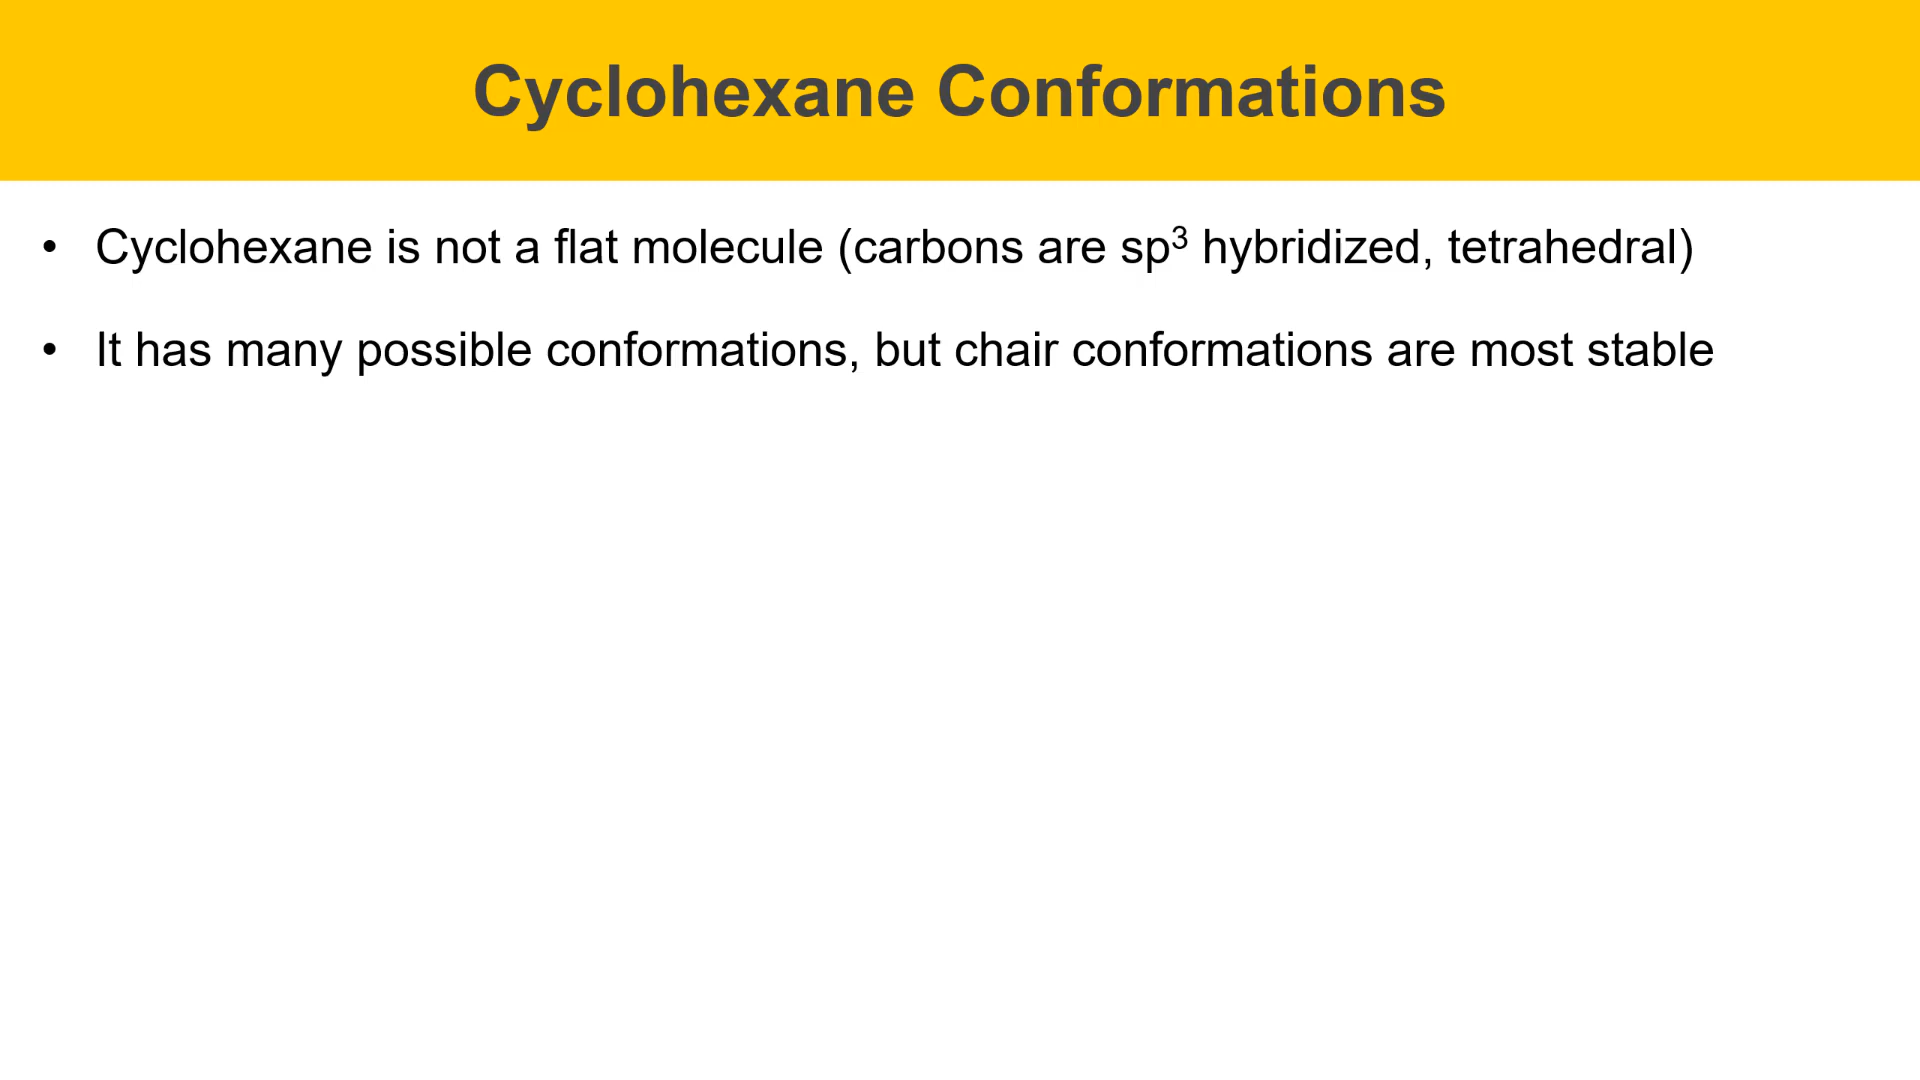 Cyclohexane Conformations
• Cyclohexane is not a flat molecule (carbons are sp³ hybridized, tetrahedral)
• It has many possible conformations, but chair conformations are most stable